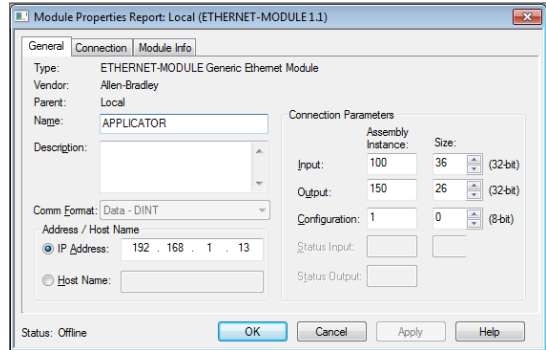 Module Properties Report: Local (ETHERNET-MODULE 1.1)
General Connection Module Info
Type: ETHERNET-MODULE Generic Ethernet Module
Vendor: Allen-Bradley
Parent: Local
Name: APPLICATOR
Description:
Comm Format: Data - DINT
Address / Host Name
IP Address: 192 . 168 . 1 . 13
Host Name:
Connection Parameters
Assembly
Instance: Size:
Input: 100 36 (32-bit)
Output: 150 26 (32-bit)
Configuration: 1 0 (8-bit)
Status Input:
Status Output:
Status: Offline OK Cancel Apply Help